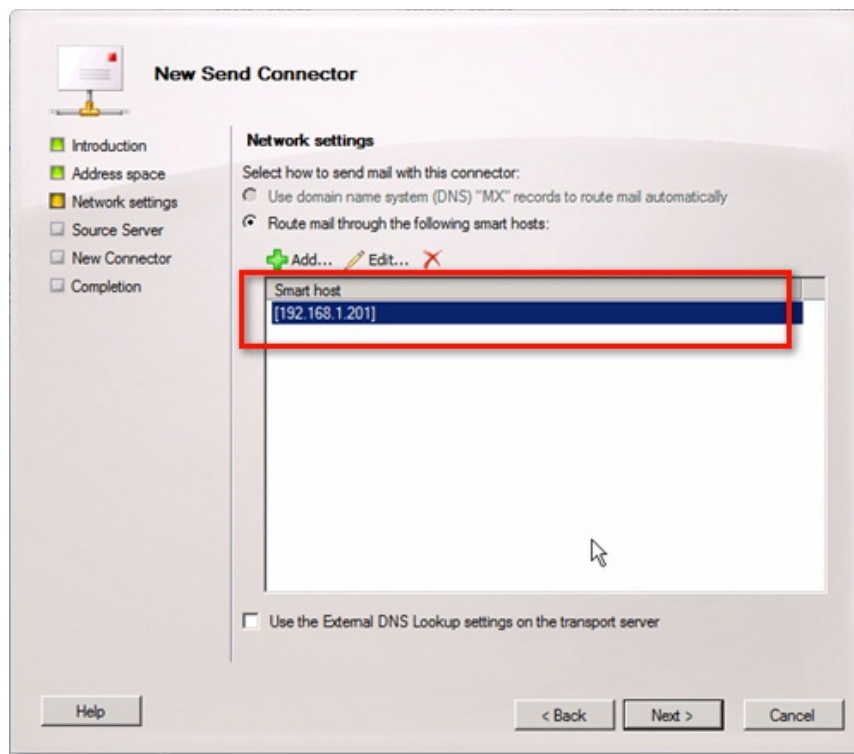 New Send Connector
Introduction
Address space
Network settings
Source Server
New Connector
Completion
Network settings
Select how to send mail with this connector:
Use domain name system (DNS) "MX" records to route mail automatically
Route mail through the following smart hosts:
Add... Edit...
Smart host
[192.168.1.201]
Use the External DNS Lookup settings on the transport server
Help < Back Next > Cancel